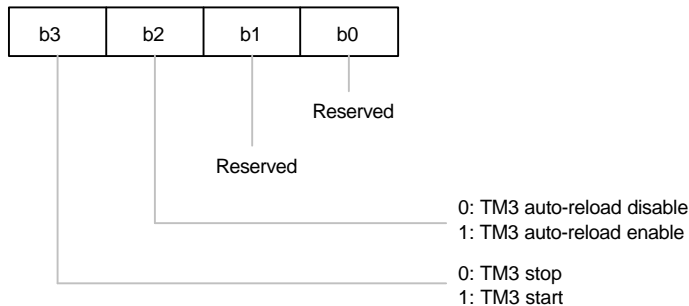 b3 b2 b1 b0
Reserved
Reserved
0: TM3 auto-reload disable
1: TM3 auto-reload enable
0: TM3 stop
1: TM3 start